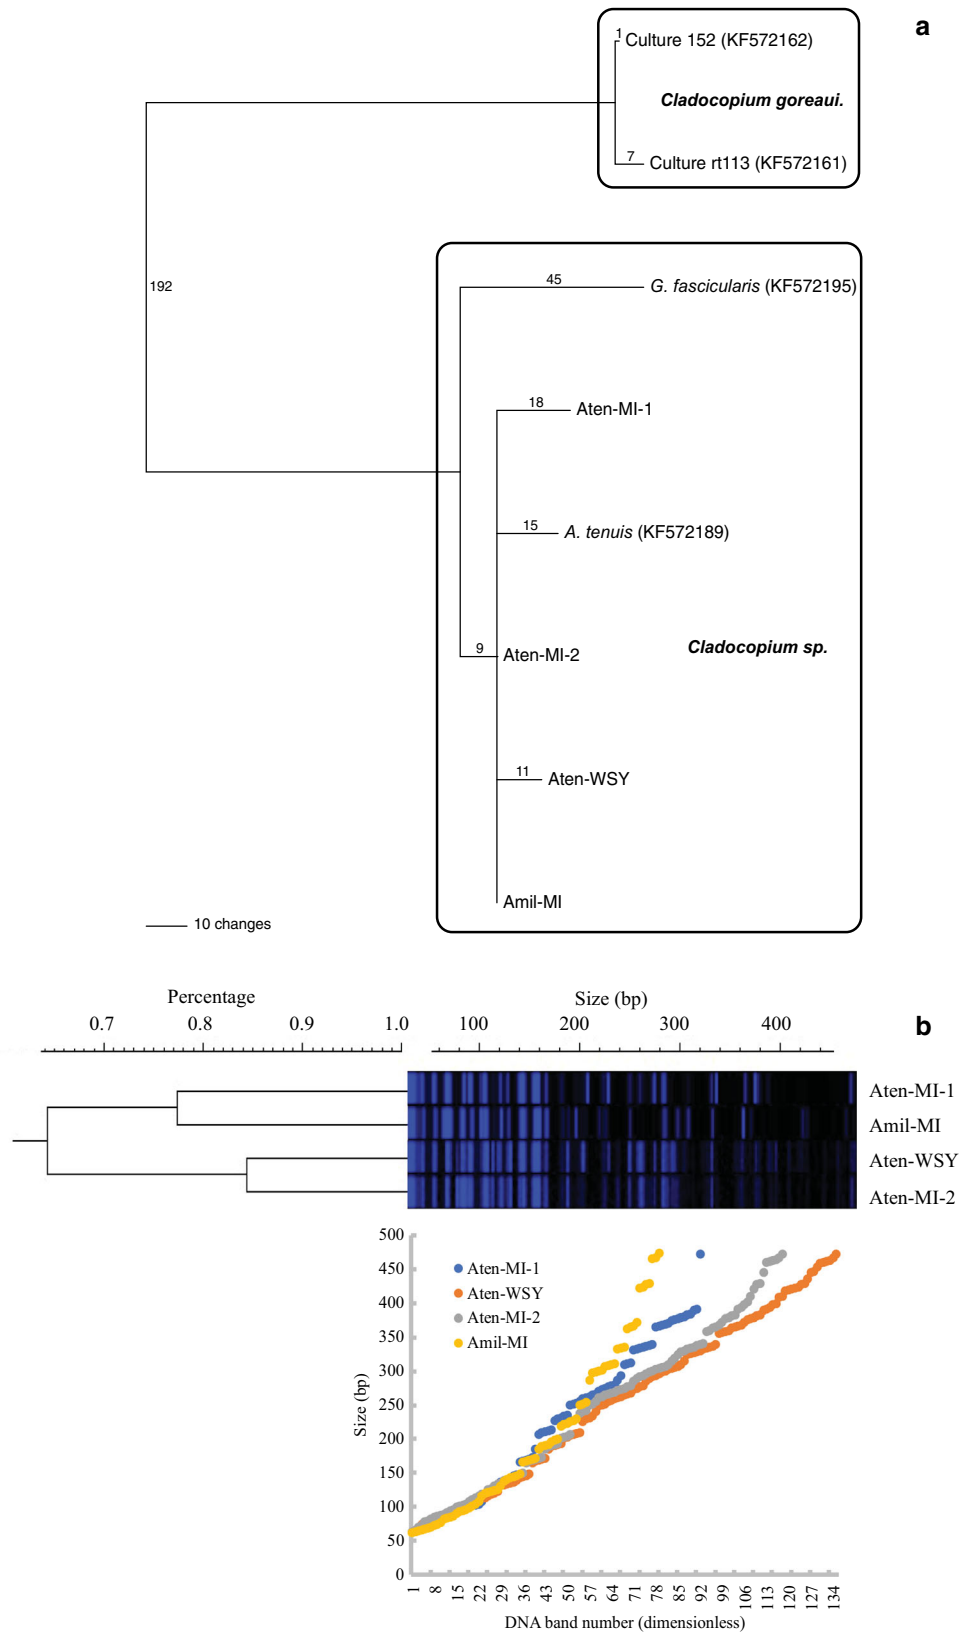 a
1 Culture 152 (KF572162)
Cladocopium goreaui.
7 Culture rt113 (KF572161)
192
45 G. fascicularis (KF572195)
18 Aten-MI-1
15 A. tenuis (KF572189)
Cladocopium sp.
9 Aten-MI-2
11 Aten-WSY
Amil-MI
10 changes
Percentage Size (bp)
b
0.7 0.8 0.9 1.0 100 200 300 400
Aten-MI-1
Amil-MI
Aten-WSY
Aten-MI-2
500
450
400
350
300
250
200
150
100
50
0
Size (bp)
Aten-MI-1
Aten-WSY
Aten-MI-2
Amil-MI
1 8 15 22 29 36 43 50 57 64 71 78 85 92 99 106 113 120 127 134
DNA band number (dimensionless)